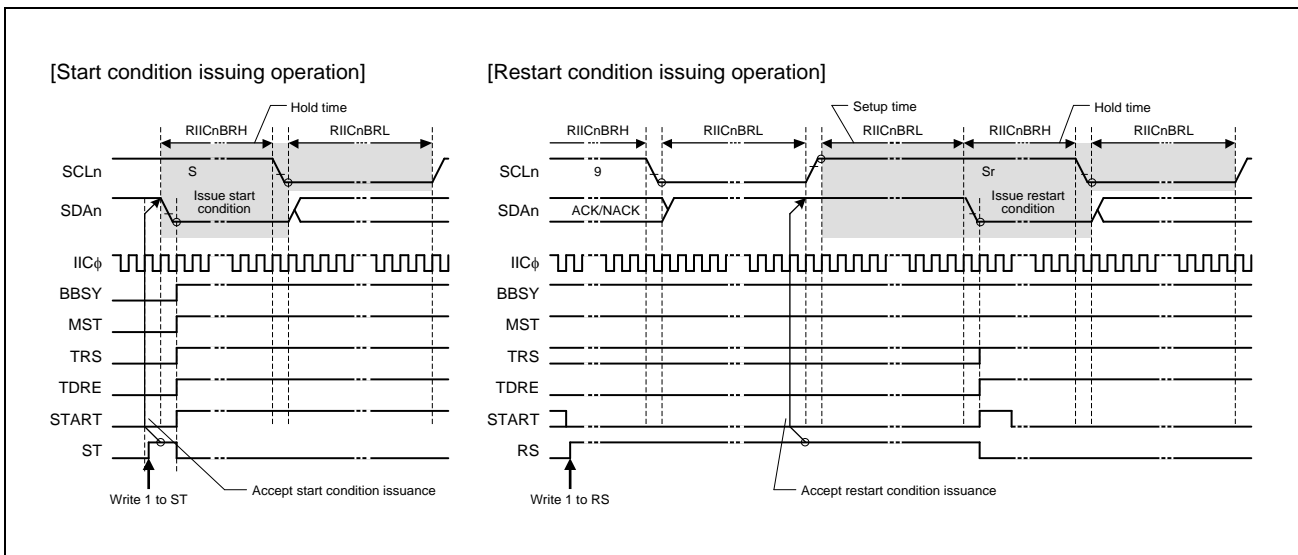 [Start condition issuing operation]
[Restart condition issuing operation]
Hold time
Setup time
Hold time
RIICnBRH
RIICnBRL
RIICnBRH
RIICnBRL
RIICnBRL
RIICnBRH
RIICnBRL
SCLn
S
9
Sr
Issue start
condition
Issue restart
condition
SDAn
ACK/NACK
IICϕ
BBSY
MST
TRS
TDRE
START
ST
RS
Write 1 to ST
Accept start condition issuance
Write 1 to RS
Accept restart condition issuance